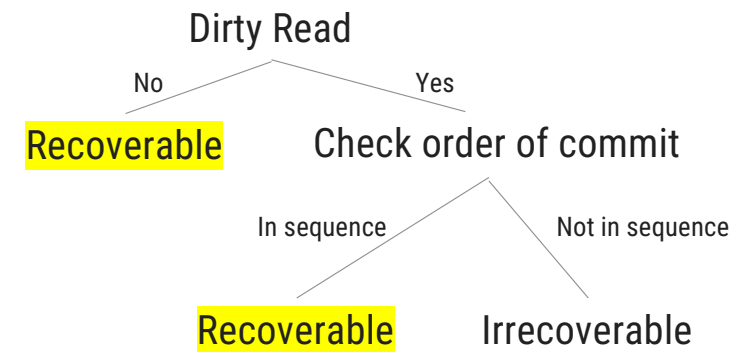 Dirty Read
No
Yes
Recoverable
Check order of commit
In sequence
Not in sequence
Recoverable
Irrecoverable